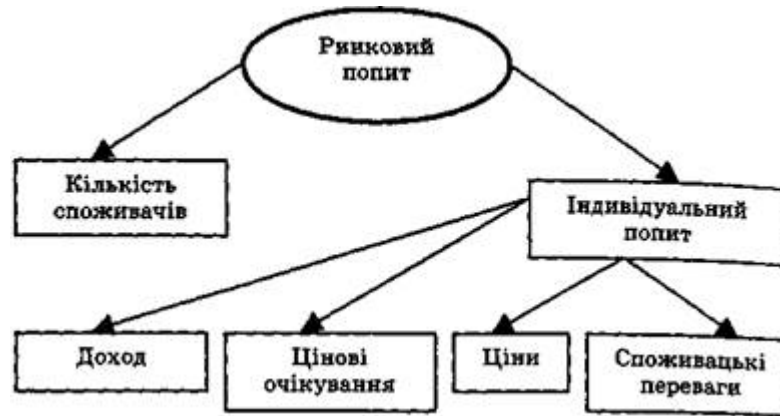 Ринковий
попит
Кількість
споживачів
Індивідуальний
попит
Доход
Цінові
очікування
Ціни
Споживацькі
переваги